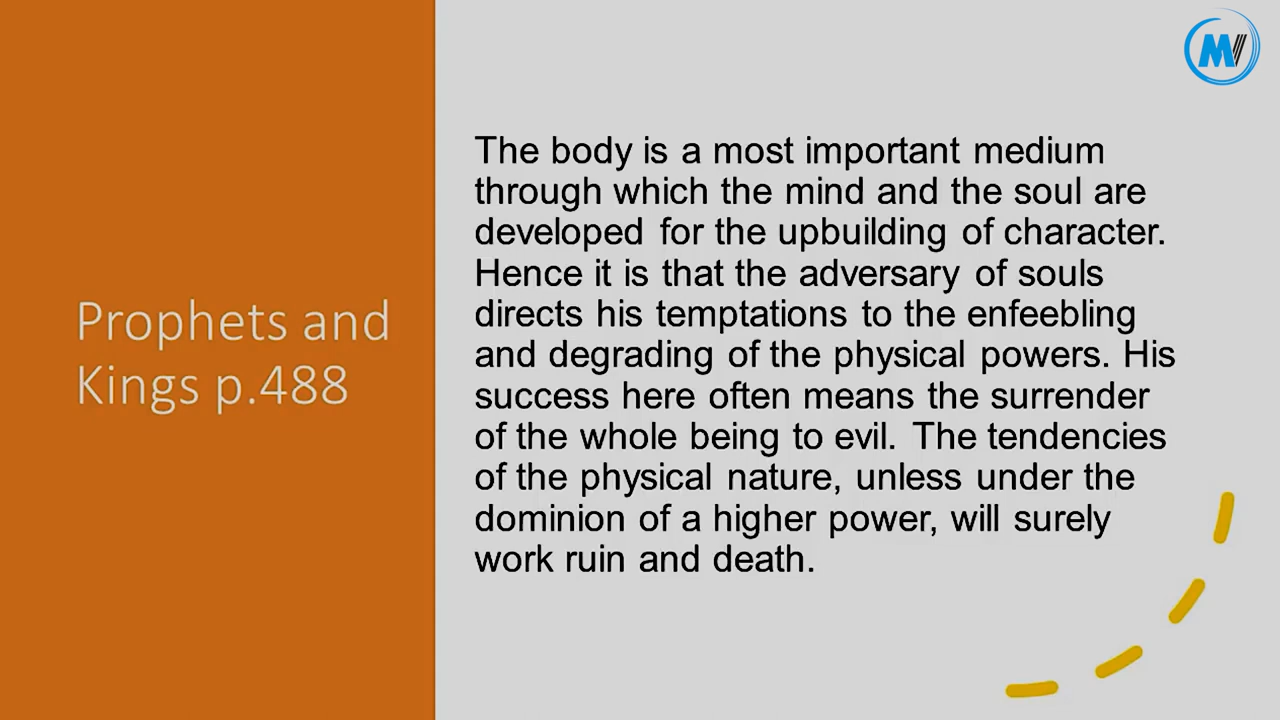 Prophets and
Kings p.488
The body is a most important medium
through which the mind and the soul are
developed for the upbuilding of character.
Hence it is that the adversary of souls
directs his temptations to the enfeebling
and degrading of the physical powers. His
success here often means the surrender
of the whole being to evil. The tendencies
of the physical nature, unless under the
dominion of a higher power, will surely
work ruin and death.
MV